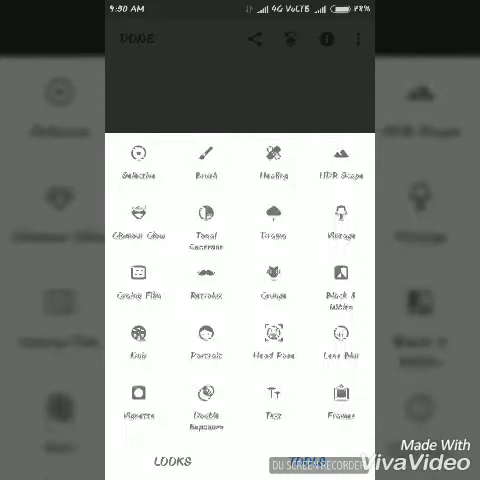 9:50 AM 4G VoLTE 78%
DONE
Selective Brush Healing HDR Scape
Glamour Glow Tonal Contrast Drama Vintage
Grainy Film Retrolux Grunge Black & White
Noir Portrait Head Pose Lens Blur
Vignette Double Exposure Text Frames
LOOKS TOOLS
DU SCREEN RECORDER
Made With
VivaVideo